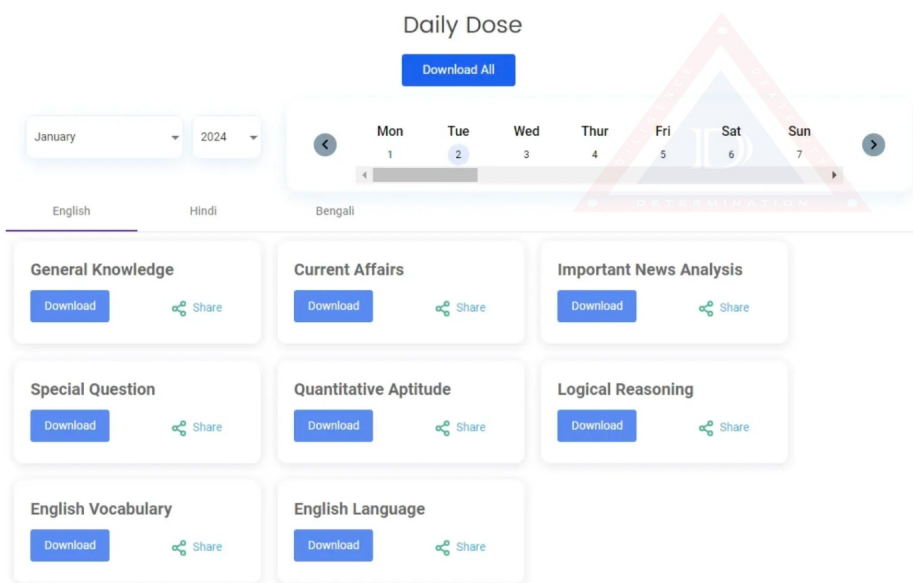 Daily Dose
Download All
January 2024
Mon Tue Wed Thur Fri Sat Sun
1 2 3 4 5 6 7
English Hindi Bengali
DETERMINATION
General Knowledge Current Affairs Important News Analysis
Download Share Download Share Download Share
Special Question Quantitative Aptitude Logical Reasoning
Download Share Download Share Download Share
English Vocabulary English Language
Download Share Download Share